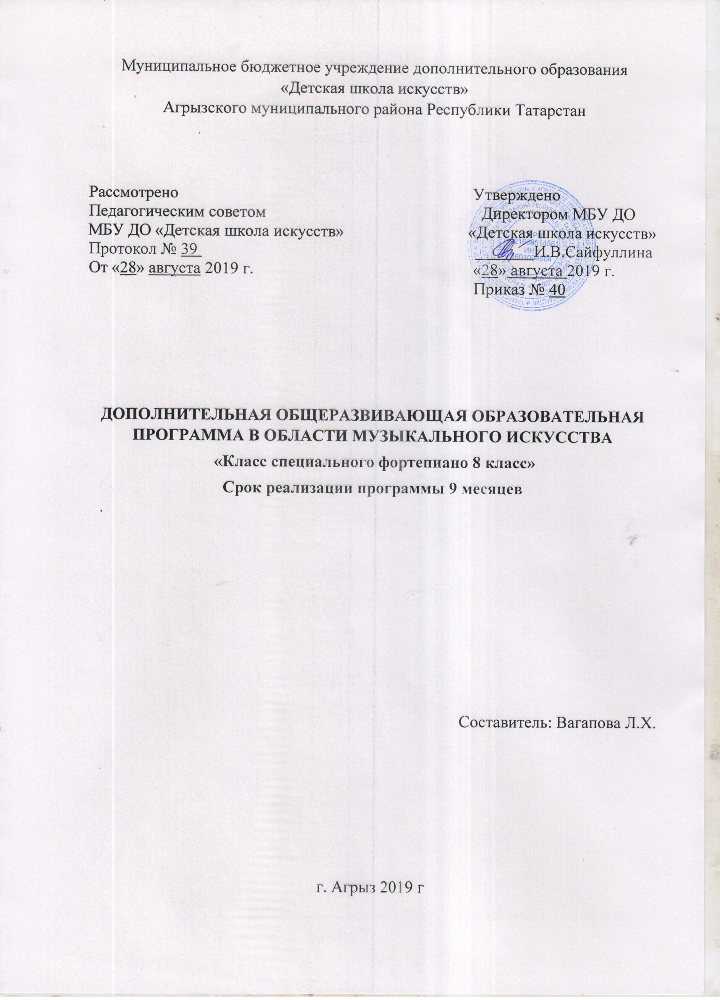 Муниципальное бюджетное учреждение дополнительного образования
«Детская школа искусств»
Агрызского муниципального района Республики Татарстан
Рассмотрено
Педагогическим советом
МБУ ДО «Детская школа искусств»
Протокол № 39
От «28» августа 2019 г.
Утверждено
Директором МБУ ДО
«Детская школа искусств»
И.В.Сайфуллина
«28» августа 2019 г.
Приказ № 40
ДОПОЛНИТЕЛЬНАЯ ОБЩЕРАЗВИВАЮЩАЯ ОБРАЗОВАТЕЛЬНАЯ
ПРОГРАММА В ОБЛАСТИ МУЗЫКАЛЬНОГО ИСКУССТВА
«Класс специального фортепиано 8 класс»
Срок реализации программы 9 месяцев
Составитель: Вагапова Л.Х.
г. Агрыз 2019 г